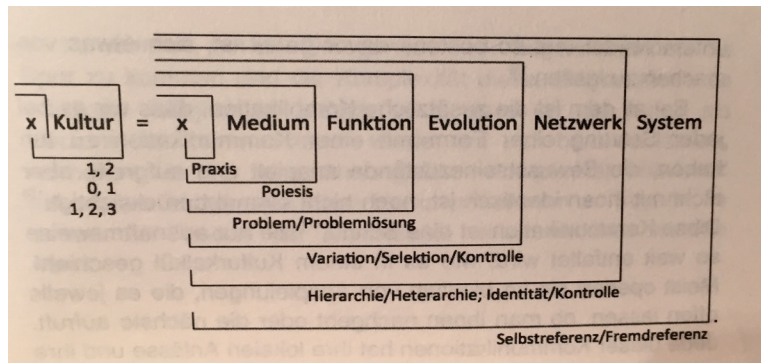 x Kultur = x Medium Funktion Evolution Netzwerk System
1, 2 Praxis
0, 1 Poiesis
1, 2, 3
Problem/Problemlösung
Variation/Selektion/Kontrolle
Hierarchie/Heterarchie; Identität/Kontrolle
Selbstreferenz/Fremdreferenz